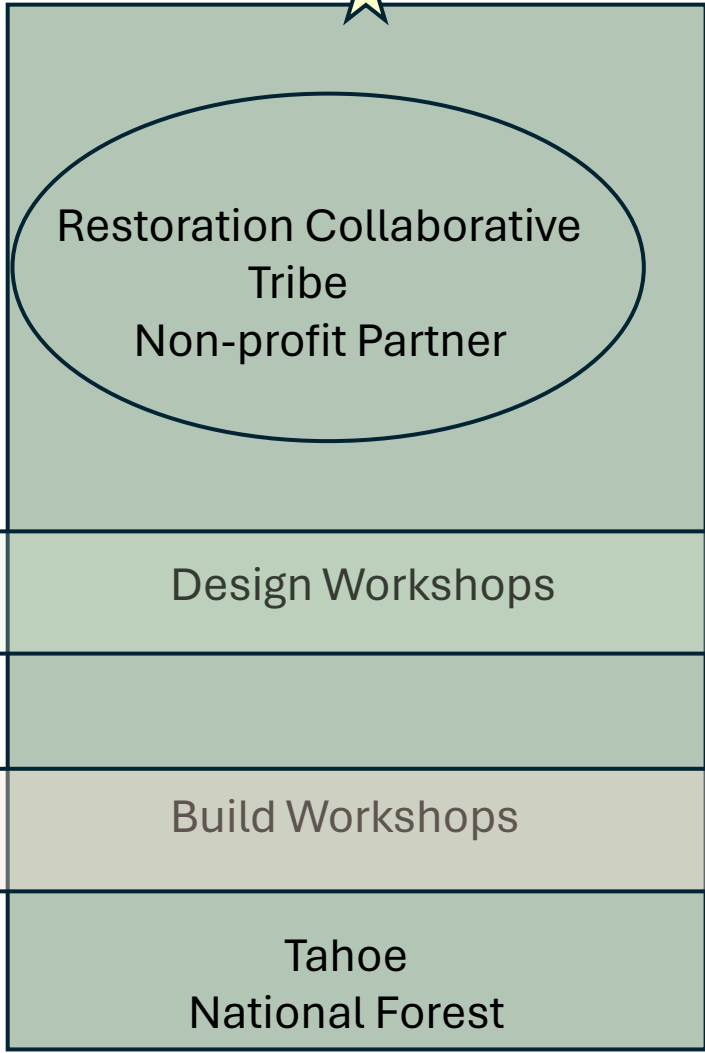 Restoration Collaborative
Tribe
Non-profit Partner
Design Workshops
Build Workshops
Tahoe
National Forest